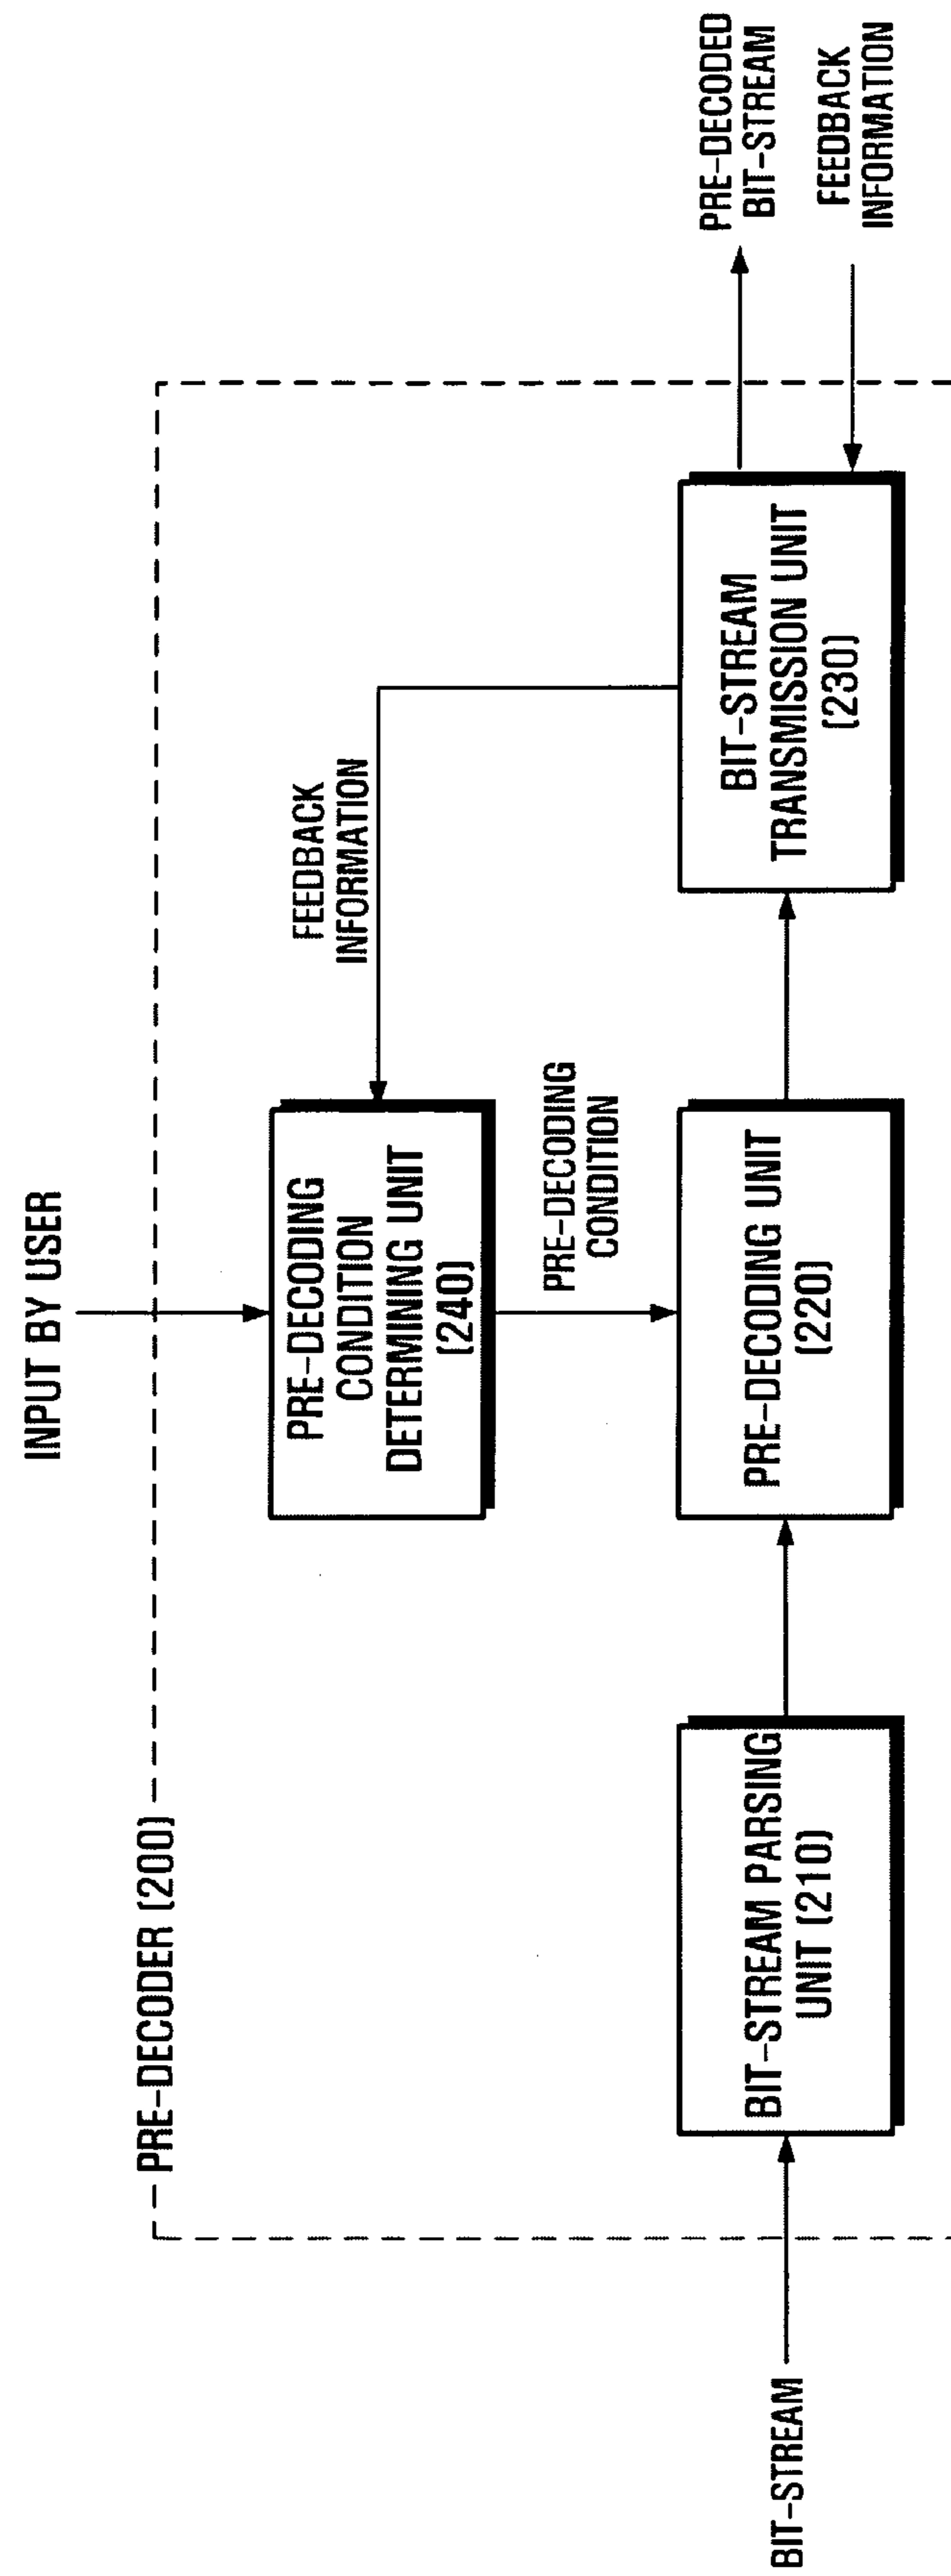 INPUT BY USER
PRE-DECODER (200)
PRE-DECODING
CONDITION
DETERMINING UNIT
(240)
FEEDBACK
INFORMATION
PRE-DECODING
CONDITION
BIT-STREAM
BIT-STREAM PARSING
UNIT (210)
PRE-DECODING UNIT
(220)
BIT-STREAM
TRANSMISSION UNIT
(230)
PRE-DECODED
BIT-STREAM
FEEDBACK
INFORMATION